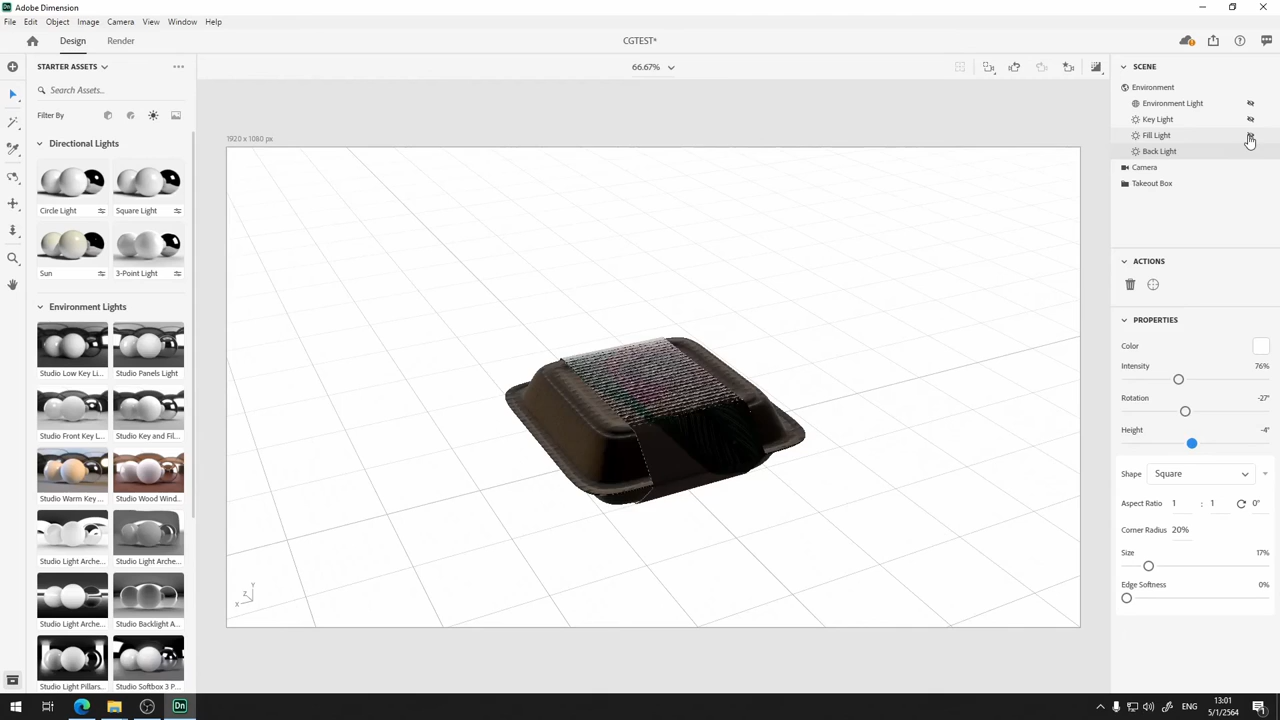 Adobe Dimension
File Edit Object Image Camera View Window Help
Design Render CGTEST*
STARTER ASSETS 66.67% SCENE
Search Assets...
Filter By
Directional Lights
Circle Light Square Light
Sun 3-Point Light
Environment Lights
Studio Low Key Li... Studio Panels Light
Studio Front Key L... Studio Key and Fil...
Studio Warm Key ... Studio Wood Wind...
Studio Light Arche... Studio Light Arche...
Studio Light Arche... Studio Backlight A...
Studio Light Pillars... Studio Softbox 3 P...
1920 x 1080 px
Y
Z
X
Environment
Environment Light
Key Light
Fill Light
Back Light
Camera
Takeout Box
ACTIONS
PROPERTIES
Color
Intensity 76%
Rotation -27°
Height -4°
Shape Square
Aspect Ratio 1 : 1 0°
Corner Radius 20%
Size 17%
Edge Softness 0%
Dn
ENG 13:01
5/1/2564